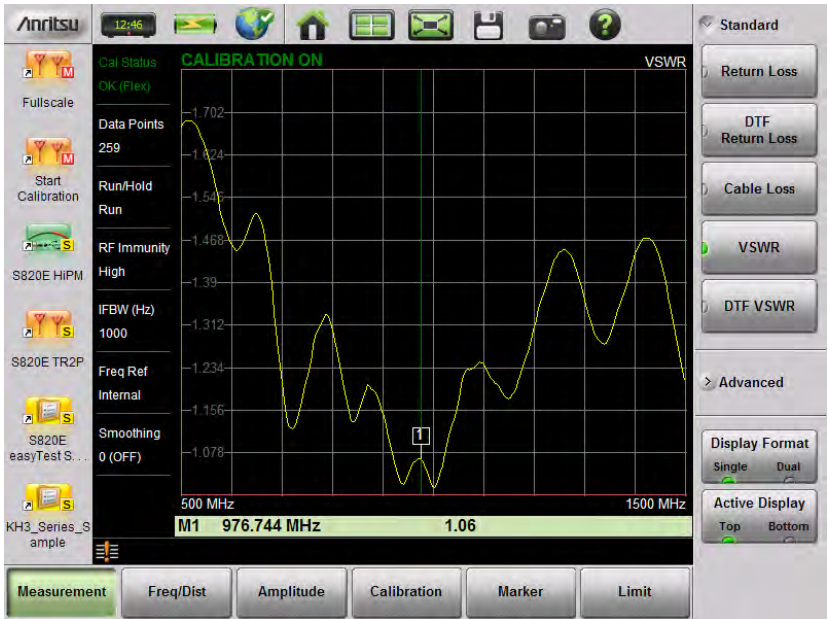 Anritsu
12:46
?
Standard
Return Loss
DTF
Return Loss
Cable Loss
VSWR
DTF VSWR
> Advanced
Display Format
Single Dual
Active Display
Top Bottom
M
Fullscale
M
Start
Calibration
S
S820E HiPM
S
S820E TR2P
S
S820E
easyTest S. . .
S
KH3_Series_S
ample
Cal Status
OK (Flex)
Data Points
259
Run/Hold
Run
RF Immunity
High
IFBW (Hz)
1000
Freq Ref
Internal
Smoothing
0 (OFF)
CALIBRATION ON
VSWR
1.702
1.624
1.546
1.468
1.39
1.312
1.234
1.156
1.078
1
500 MHz
1500 MHz
M1 976.744 MHz 1.06
Measurement
Freq/Dist
Amplitude
Calibration
Marker
Limit